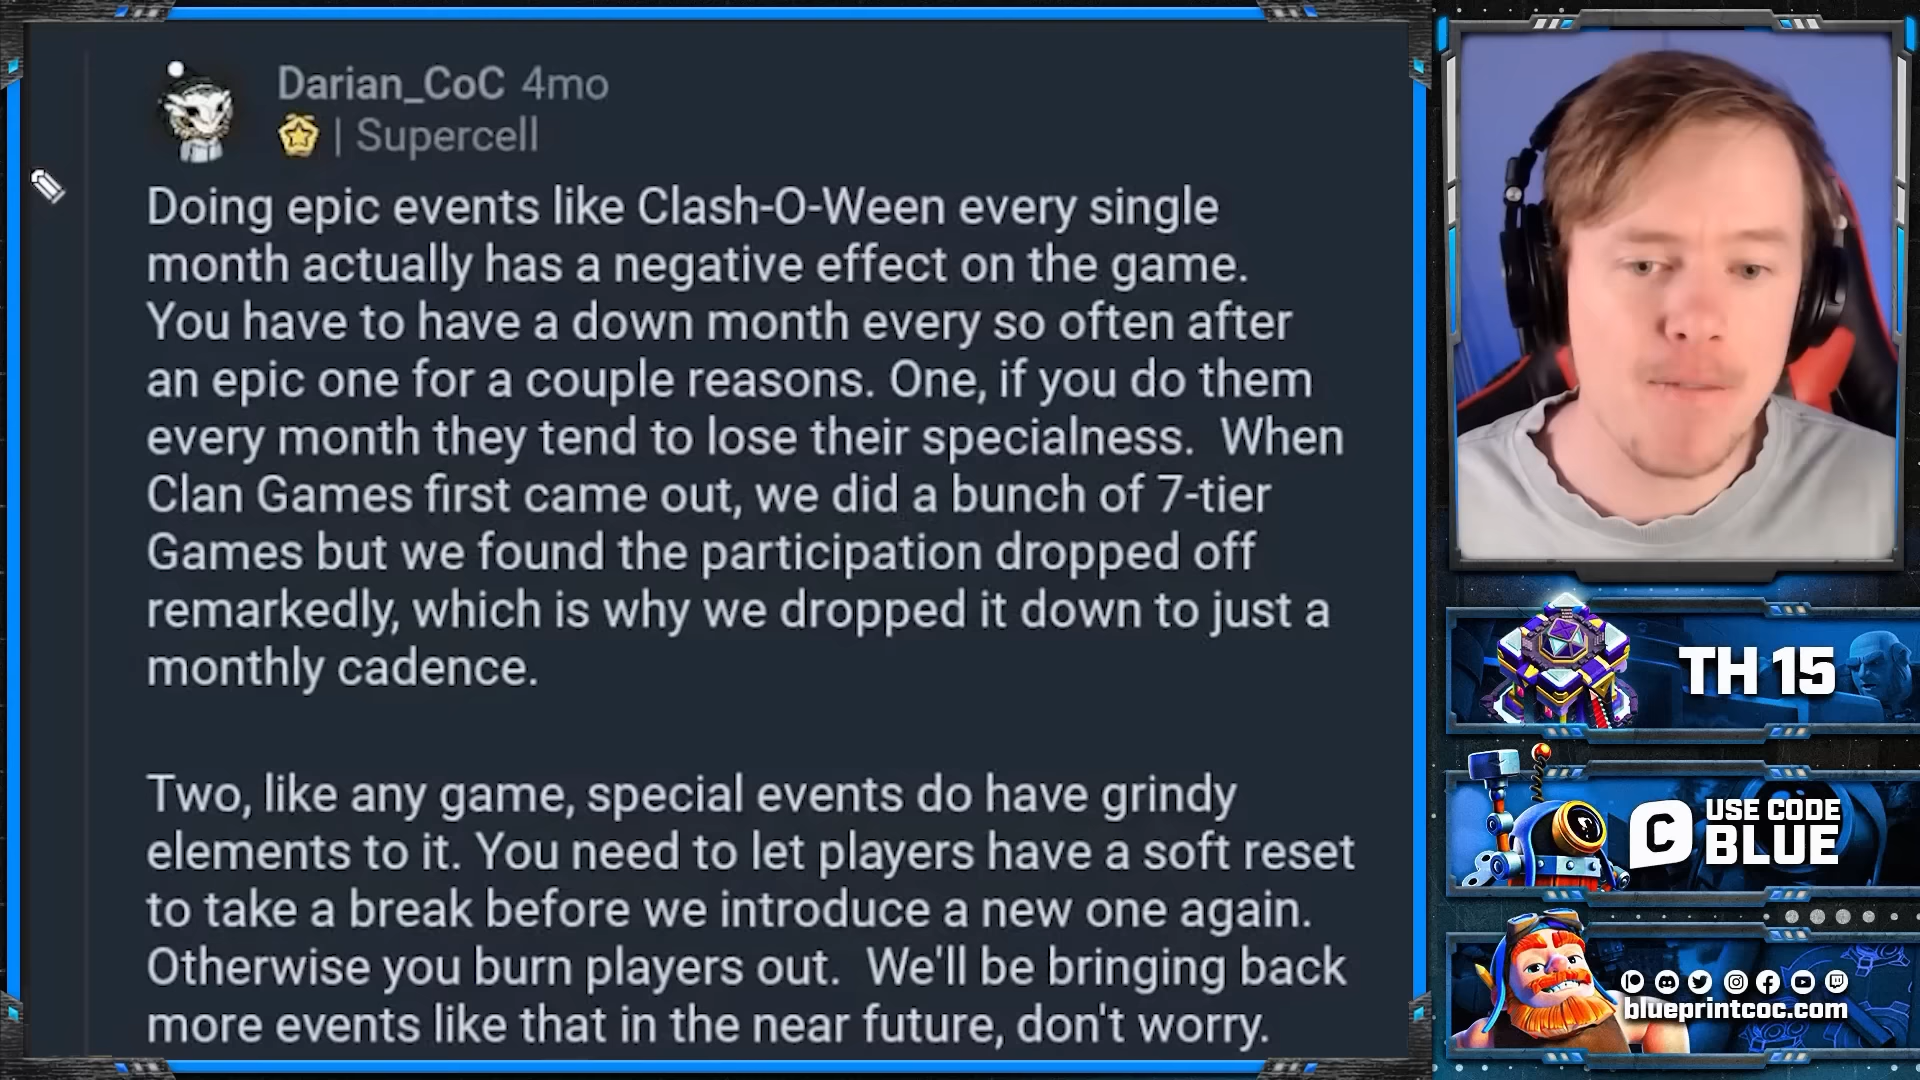 Darian_CoC 4mo
| Supercell
Doing epic events like Clash-O-Ween every single
month actually has a negative effect on the game.
You have to have a down month every so often after
an epic one for a couple reasons. One, if you do them
every month they tend to lose their specialness.  When
Clan Games first came out, we did a bunch of 7-tier
Games but we found the participation dropped off
remarkedly, which is why we dropped it down to just a
monthly cadence.
Two, like any game, special events do have grindy
elements to it. You need to let players have a soft reset
to take a break before we introduce a new one again.
Otherwise you burn players out.  We'll be bringing back
more events like that in the near future, don't worry.
TH 15
C USE CODE
BLUE
blueprintcoc.com